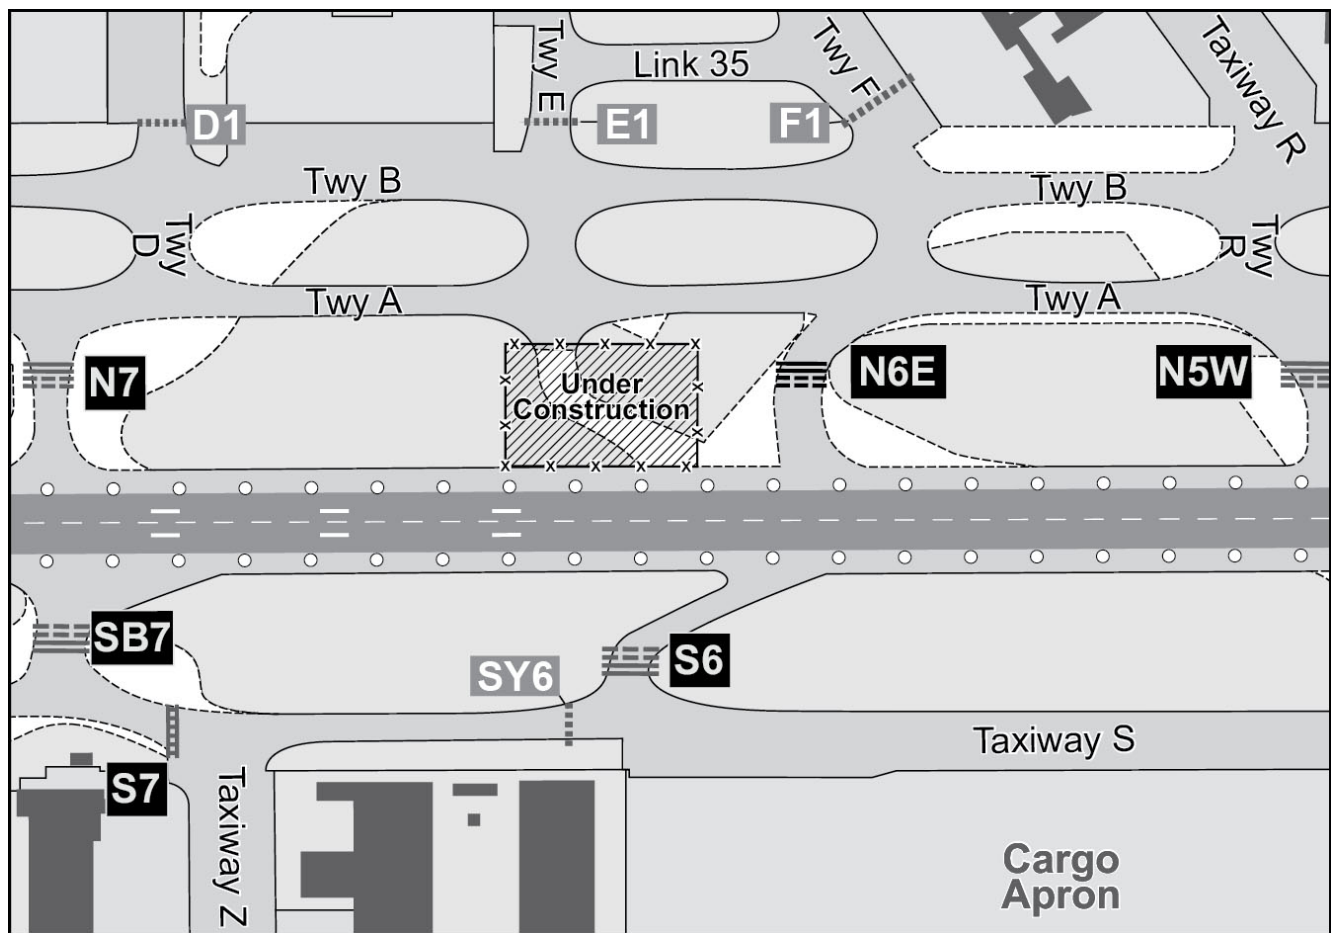 Twy E
Link 35
Twy F
Taxiway R
D1
E1
F1
Twy B
Twy B
Twy
D
Twy
R
Twy A
Twy A
N7
Under
Construction
N6E
N5W
SB7
SY6
S6
Taxiway S
S7
Taxiway Z
Cargo
Apron